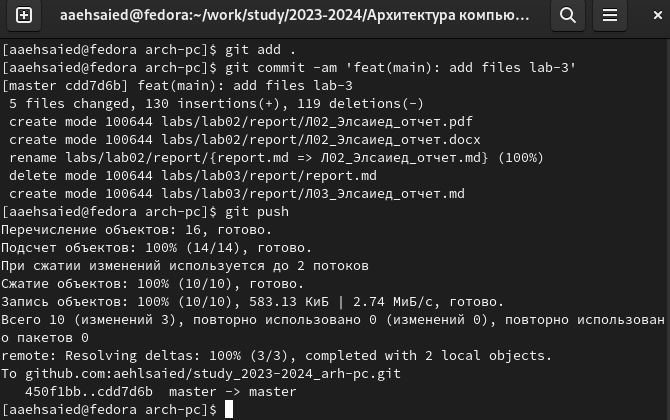 aaehsaied@fedora:~/work/study/2023-2024/Архитектура компью...
[aaehsaied@fedora arch-pc]$ git add .
[aaehsaied@fedora arch-pc]$ git commit -am 'feat(main): add files lab-3'
[master cdd7d6b] feat(main): add files lab-3
5 files changed, 130 insertions(+), 119 deletions(-)
create mode 100644 labs/lab02/report/Л02_Элсаиед_отчет.pdf
create mode 100644 labs/lab02/report/Л02_Элсаиед_отчет.docx
rename labs/lab02/report/{report.md => Л02_Элсаиед_отчет.md} (100%)
delete mode 100644 labs/lab03/report/report.md
create mode 100644 labs/lab03/report/Л03_Элсаиед_отчет.md
[aaehsaied@fedora arch-pc]$ git push
Перечисление объектов: 16, готово.
Подсчет объектов: 100% (14/14), готово.
При сжатии изменений используется до 2 потоков
Сжатие объектов: 100% (10/10), готово.
Запись объектов: 100% (10/10), 583.13 КиБ | 2.74 МиБ/с, готово.
Всего 10 (изменений 3), повторно использовано 0 (изменений 0), повторно использован
о пакетов 0
remote: Resolving deltas: 100% (3/3), completed with 2 local objects.
To github.com:aehlsaied/study_2023-2024_arh-pc.git
450f1bb..cdd7d6b  master -> master
[aaehsaied@fedora arch-pc]$